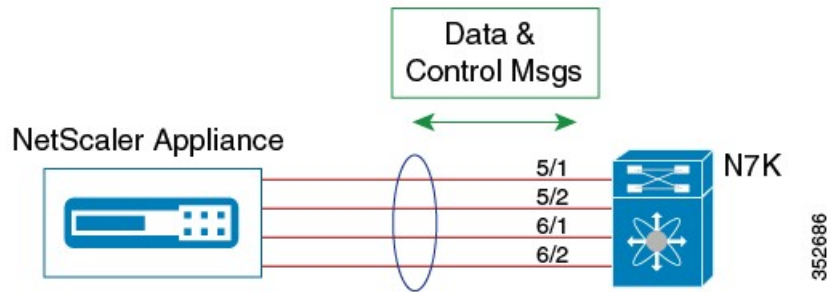 Data &
Control Msgs
NetScaler Appliance
N7K
5/1
5/2
6/1
6/2
352686